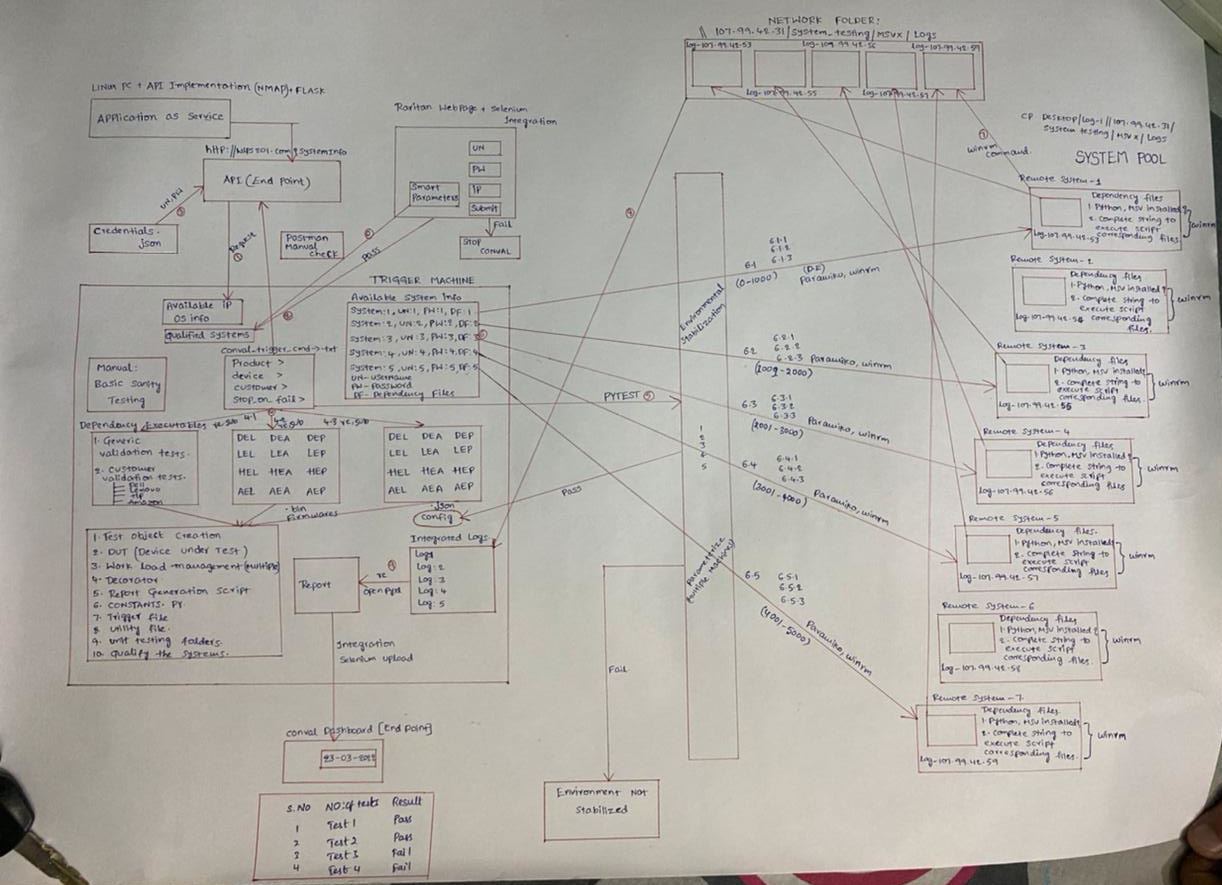 NETWORK FOLDER:
|| 107.99.42.31/System_testing/MSVX/Logs
Log-107.99.42.53
Log-107.99.42.56
Log-107.99.42.59
Log-107.99.42.55
Log-107.99.42.57
LINUX PC + API Implementation (NMAP)+ FLASK
Application as Service
API (End Point)
UN, PW
Credentials.
json
Request
Postman
Manual
check
Raritan Webpage + Selenium
Integration
UN
PW
IP
Submit
Smart
Parameters
Fail
Pass
Stop
CONVAL
CP Desktop/Log-1 //107.99.42.31/
System testing/MSVX/Logs
winrm
command.
SYSTEM POOL
TRIGGER MACHINE
Available IP
OS info
Qualified Systems
Available System Info
System:1, UN:1, PW:1, DF:1
System:2, UN:2, PW:2, DF:2
System:3, UN:3, PW:3, DF:3
System:4, UN:4, PW:4, DF:4
System:5, UN:5, PW:5, DF:5
UN-Username
PW-Password
DF-Dependency Files
Manual:
Basic Sanity
Testing
conval_trigger_cmd->.txt
Product >
device >
customer >
stop_on_fail >
Dependency Executables
4.1
4.3
1. Generic
validation tests.
2. Customer
validation tests.
Dell
Lenovo
HP
Amazon
DEL DEA DEP
LEL LEA LEP
HEL HEA HEP
AEL AEA AEP
DEL DEA DEP
LEL LEA LEP
HEL HEA HEP
AEL AEA AEP
.bin
Firmwares
.json
config
1. Test object creation
2. DUT (Device under Test)
3. Work Load-management (multiple)
4. Decorator
5. Report Generation Script
6. CONSTANTS.PY
7. Trigger file
8. utility file.
9. unit testing folders.
10. Qualify the systems.
Report
openpyxl
Integrated Logs
Log1
Log:2
Log:3
Log:4
Log:5
Integration
Selenium upload
conval Dashboard [End Point]
23-03-2022
S.NO NO:of tests Result
1 Test 1 Pass
2 Test 2 Pass
3 Test 3 Fail
4 Test 4 Fail
PYTEST 5
Pass
Fail
Environment Not
Stabilized
Environmental
Stabilization
1
2
3
4
5
Parametrize
(multiple Machines)
6.1
6.1.1
6.1.2
6.1.3
(0-1000)
(DF)
Paramiko, winrm
6.2
6.2.1
6.2.2
6.2.3
(1001-2000)
Paramiko, winrm
6.3
6.3.1
6.3.2
6.3.3
(2001-3000)
Paramiko, winrm
6.4
6.4.1
6.4.2
6.4.3
(3001-4000)
Paramiko, winrm
6.5
6.5.1
6.5.2
6.5.3
(4001-5000)
Paramiko, winrm
Remote System-1
Dependency files
1. Python, MSV installed?
2. complete string to
execute script
corresponding files.
Log-107.99.42.53
winrm
Remote System-2
Dependency files
1. Python, MSV installed?
2. complete string to
execute script
corresponding
files.
Log-107.99.42.54
winrm
Remote System-3
Dependency files
1. Python, MSV installed?
2. complete string to
execute script
corresponding files.
Log-107.99.42.55
winrm
Remote System-4
Dependency files
1. Python, MSV installed?
2. complete string to
execute script
corresponding files.
Log-107.99.42.56
winrm
Remote System-5
Dependency files.
1. Python, MSV installed?
2. complete string to
execute script
corresponding files
Log-107.99.42.57
winrm
Remote System-6
Dependency files
1. Python, MSV installed?
2. complete string to
execute script
corresponding files.
Log-107.99.42.58
winrm
Remote System-7.
Dependency files.
1. Python, MSV installed?
2. complete string to
execute script
corresponding files.
Log-107.99.42.59
winrm